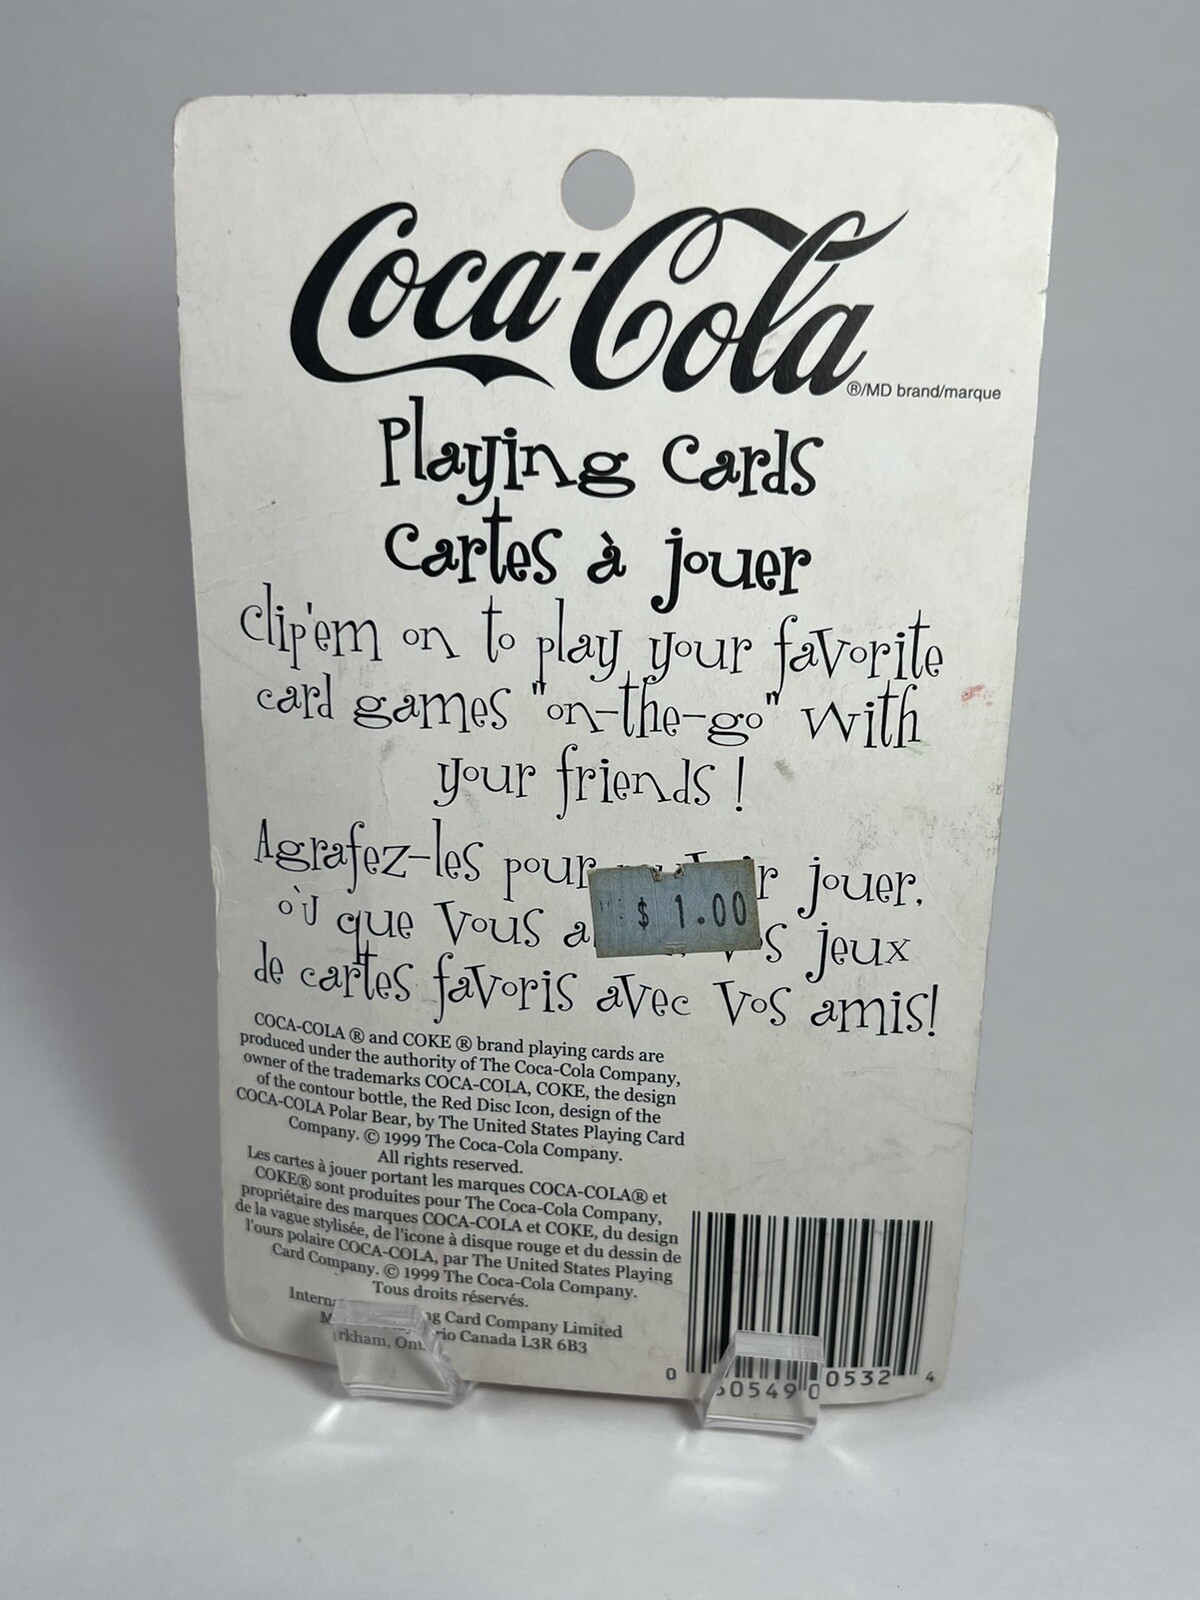 Coca-Cola
®/MD brand/marque
Playing Cards
Cartes à jouer
Clip'em on to play your favorite
card games "on-the-go" with
your friends !
Agrafez-les pour jouer,
où que vous jeux
$ 1.00
de cartes favoris avec vos amis!
COCA-COLA ® and COKE ® brand playing cards are
produced under the authority of The Coca-Cola Company,
owner of the trademarks COCA-COLA, COKE, the design
of the contour bottle, the Red Disc Icon, design of the
COCA-COLA Polar Bear, by The United States Playing Card
Company. © 1999 The Coca-Cola Company.
All rights reserved.
Les cartes à jouer portant les marques COCA-COLA® et
COKE® sont produites pour The Coca-Cola Company,
propriétaire des marques COCA-COLA et COKE, du design
de la vague stylisée, de l'icone à disque rouge et du dessin de
l'ours polaire COCA-COLA, par The United States Playing
Card Company. © 1999 The Coca-Cola Company.
Tous droits réservés.
Card Company Limited
Canada L3R 6B3
0 0532 4